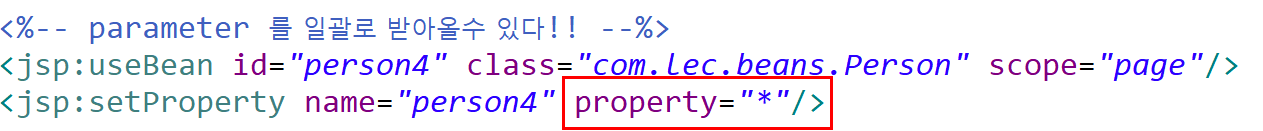 <%-- parameter 를 일괄로 받아올수 있다!! --%>
<jsp:useBean id="person4" class="com.lec.beans.Person" scope="page"/>
<jsp:setProperty name="person4" property="*"/>